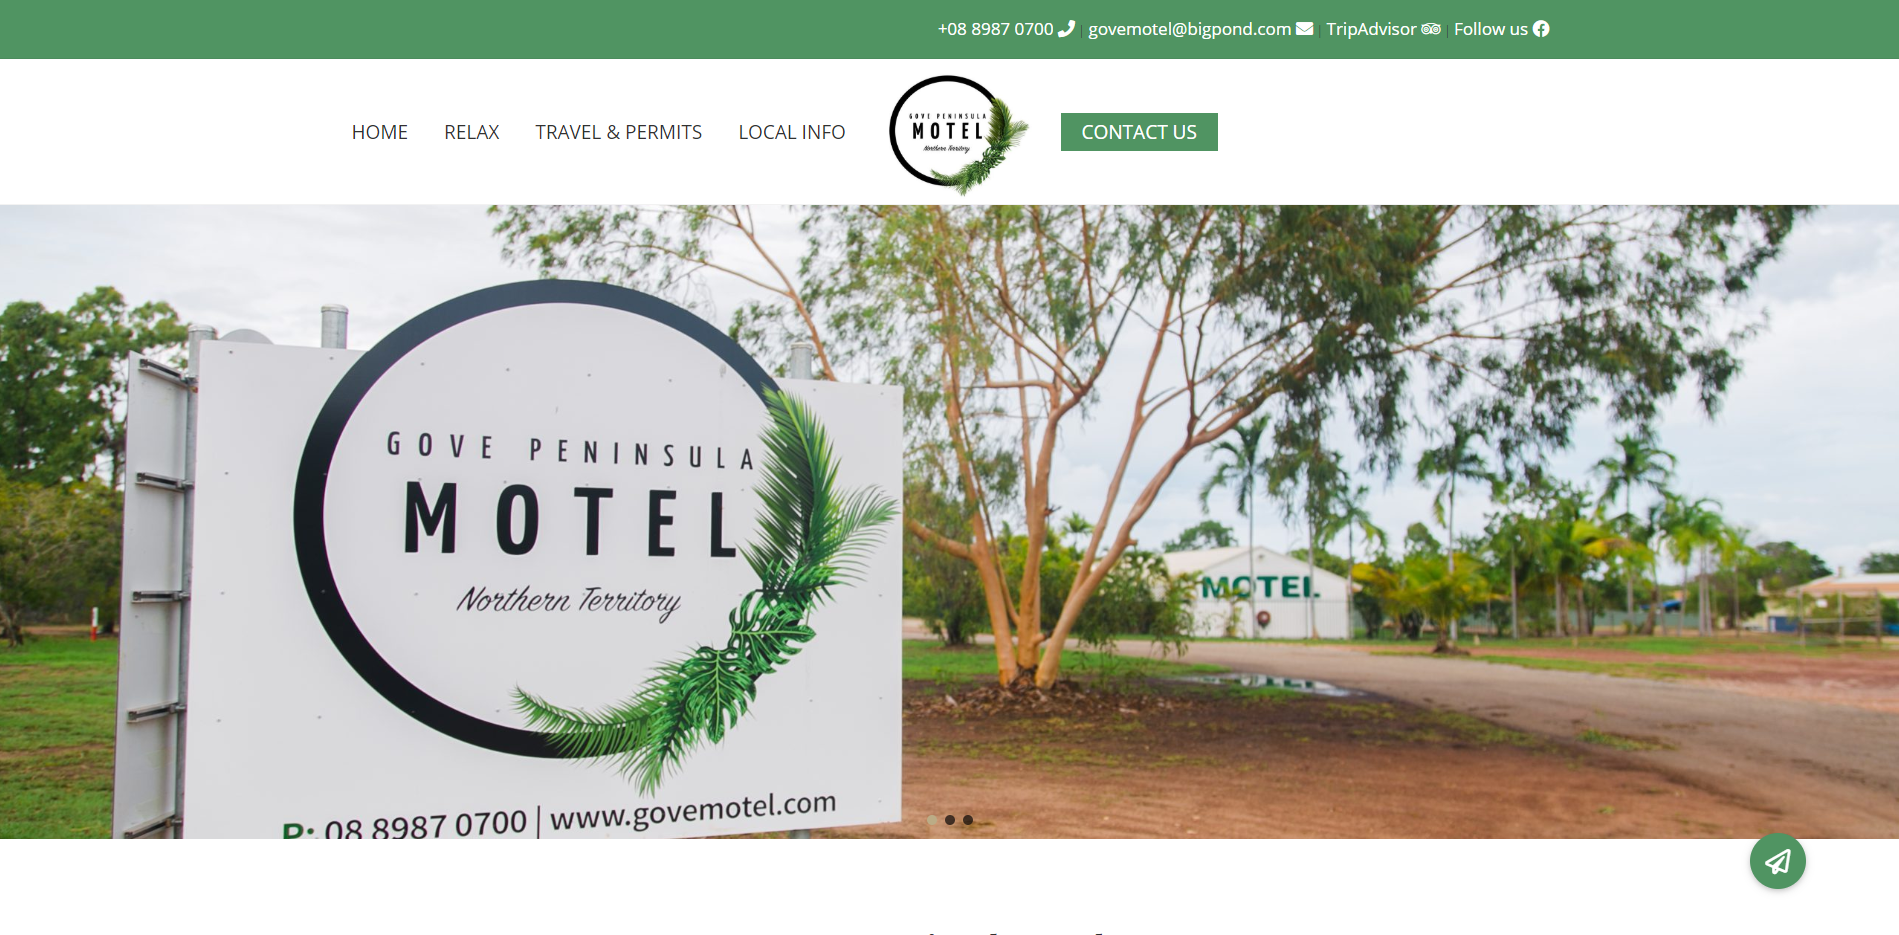 +08 8987 0700 | govemotel@bigpond.com | TripAdvisor | Follow us
HOME RELAX TRAVEL & PERMITS LOCAL INFO
GOVE PENINSULA
MOTEL
Northern Territory
CONTACT US
GOVE PENINSULA
MOTEL
Northern Territory
MOTEL
P: 08 8987 0700 | www.govemotel.com